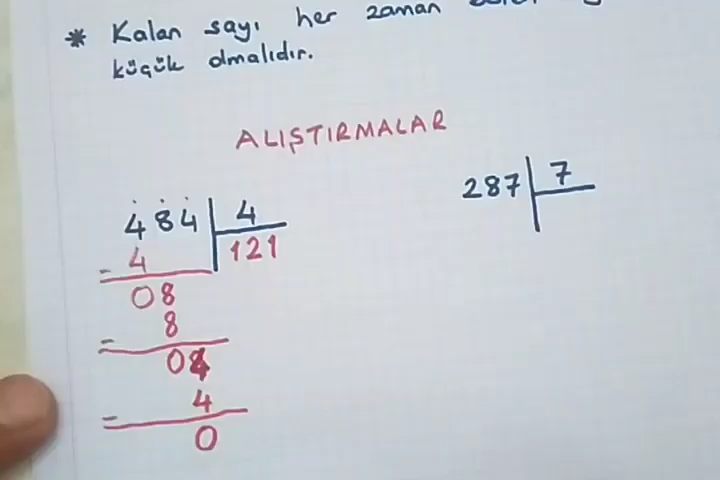 * Kalan sayı her zaman
küçük olmalıdır.
ALIŞTIRMALAR
484 4
4 121
08
8
04
4
0
287 7